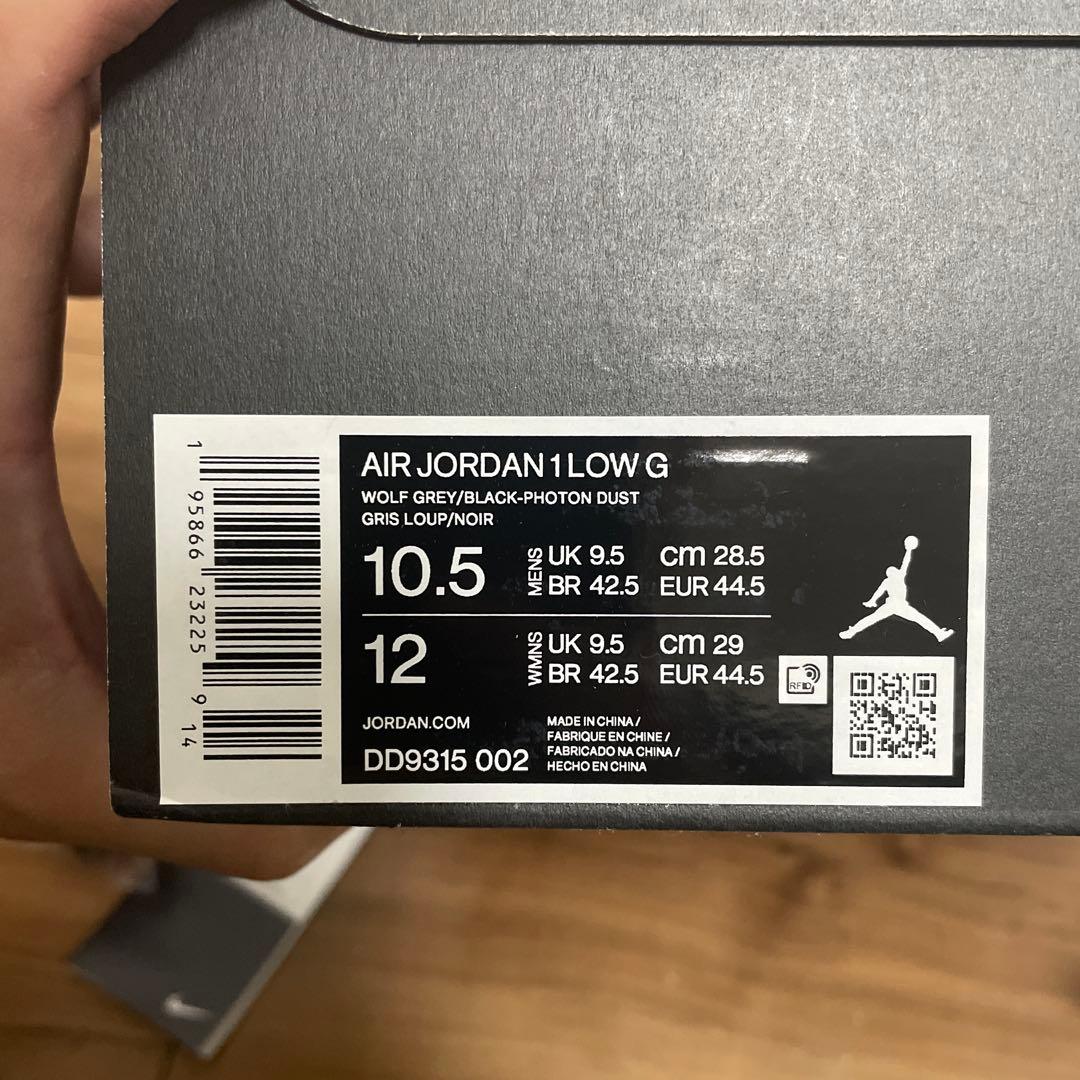 1 95866 23225 9 14
AIR JORDAN 1 LOW G
WOLF GREY/BLACK-PHOTON DUST
GRIS LOUP/NOIR
10.5 MENS UK 9.5 cm 28.5
BR 42.5 EUR 44.5
12 WMNS UK 9.5 cm 29
BR 42.5 EUR 44.5
RFID
JORDAN.COM
DD9315 002
MADE IN CHINA /
FABRIQUE EN CHINE /
FABRICADO NA CHINA /
HECHO EN CHINA